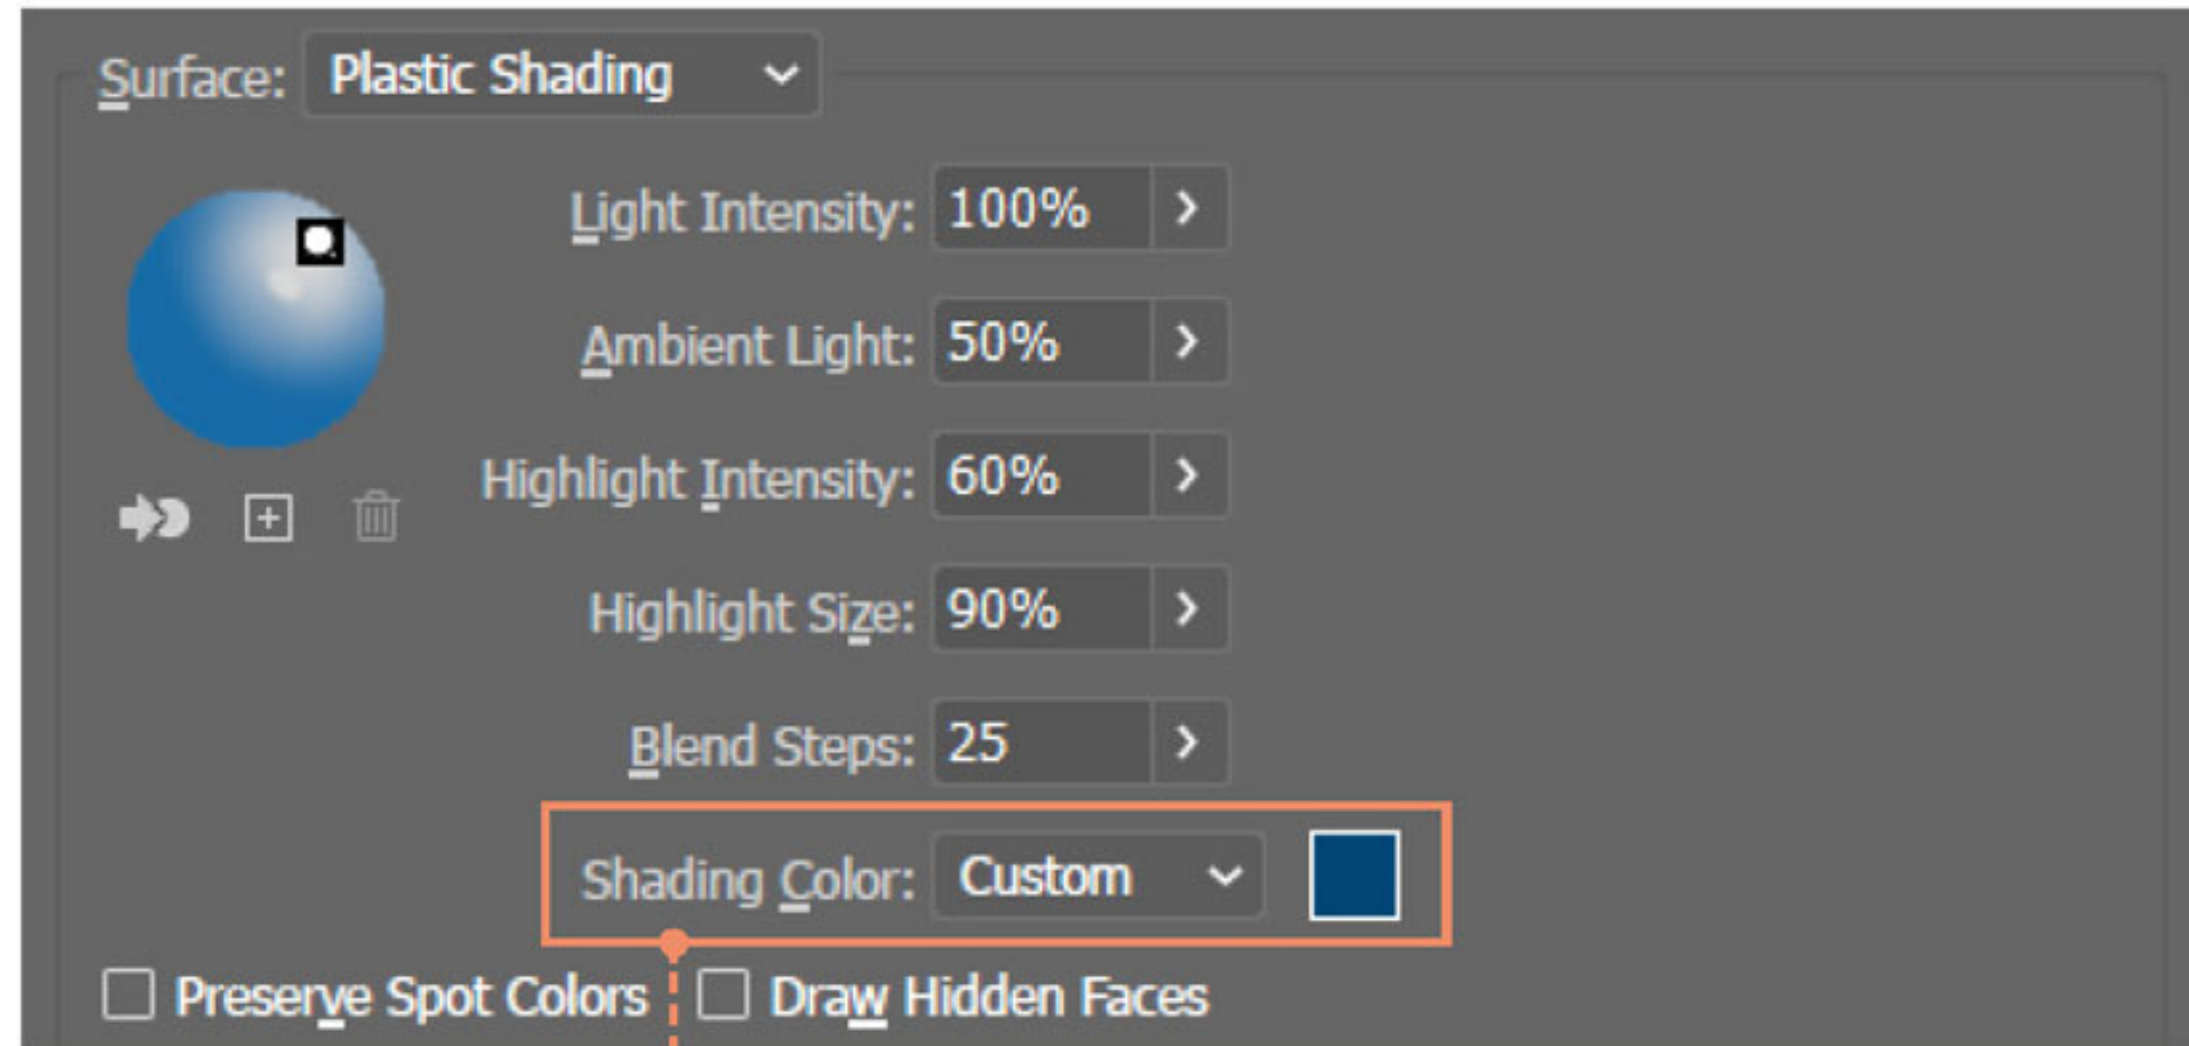 Surface: Plastic Shading
Light Intensity: 100%
Ambient Light: 50%
Highlight Intensity: 60%
Highlight Size: 90%
Blend Steps: 25
Shading Color: Custom
Preserve Spot Colors Draw Hidden Faces